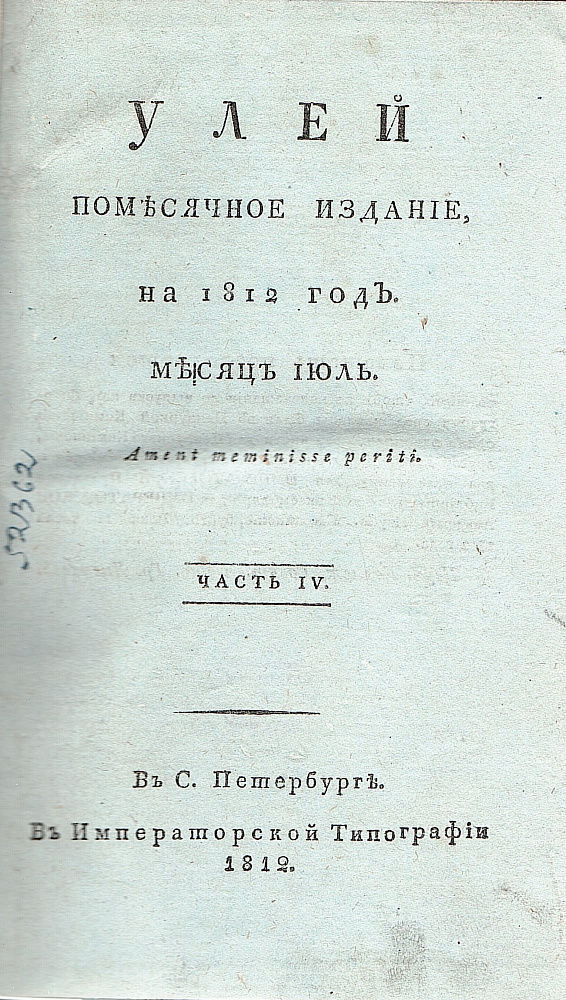 УЛЕЙ
ПОМѢСЯЧНОЕ ИЗДАНІЕ,
на 1812 годЪ.
МѢСЯЦЪ ІЮЛЬ.
Ament meminisse periti.
52362
ЧАСТЬ IV.
Въ С. Петербургѣ.
Въ Императорской Типографіи
1812.